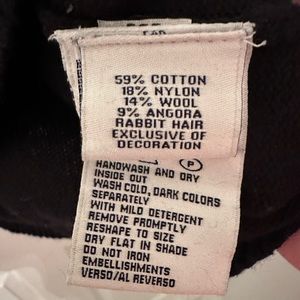 59% COTTON
18% NYLON
14% WOOL
9% ANGORA
RABBIT HAIR
EXCLUSIVE OF
DECORATION
P
HANDWASH AND DRY
INSIDE OUT
WASH COLD, DARK COLORS
SEPARATELY
WITH MILD DETERGENT
REMOVE PROMPTLY
RESHAPE TO SIZE
DRY FLAT IN SHADE
DO NOT IRON
EMBELLISHMENTS
VERSO/AL REVERSO